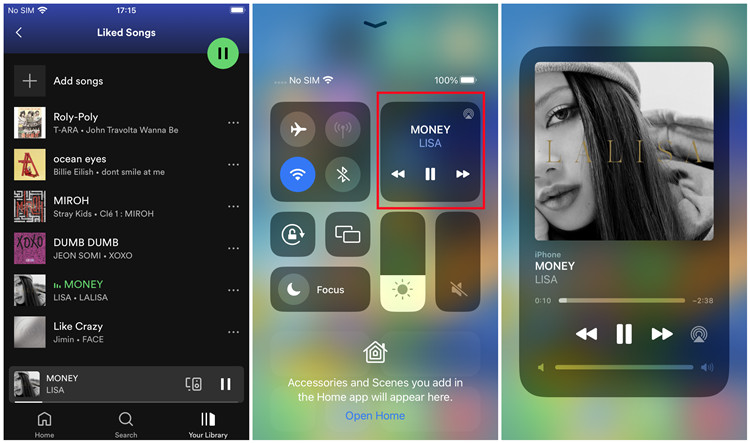 No SIM 17:15
Liked Songs
Add songs
Roly-Poly
T-ARA • John Travolta Wanna Be
ocean eyes
Billie Eilish • dont smile at me
MIROH
Stray Kids • Clé 1 : MIROH
XOXO
DUMB DUMB
JEON SOMI • XOXO
MONEY
LISA • LALISA
Like Crazy
Jimin • FACE
MONEY
LISA
Home Search Your Library
No SIM 100%
MONEY
LISA
Focus
Accessories and Scenes you add in
the Home app will appear here.
Open Home
LALISA
iPhone
MONEY
LISA
0:10 -2:38